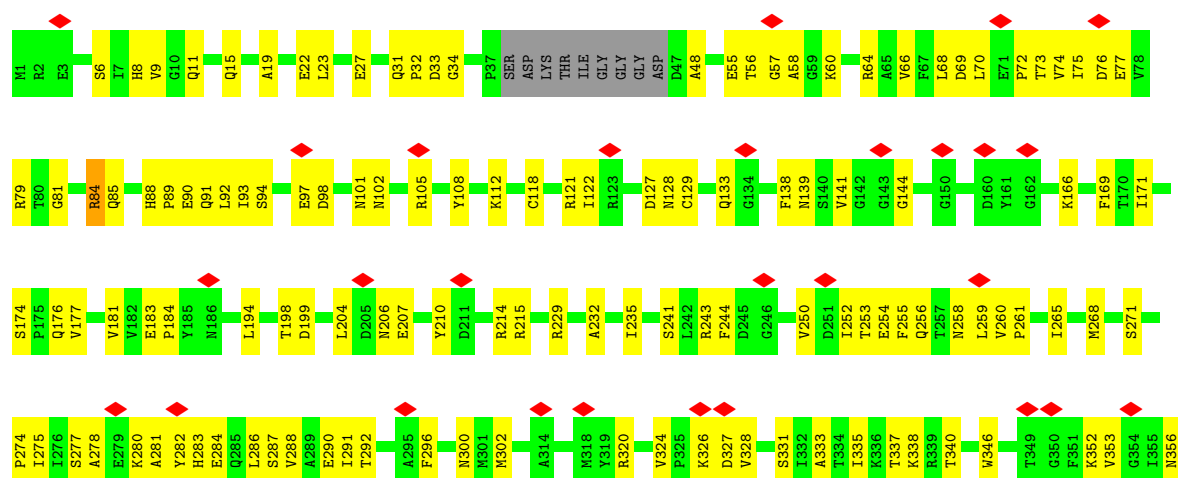 M1 R2 E3 S6 I7 H8 V9 G10 Q11 Q15 A19 E22 L23 E27 Q31 P32 D33 G34 P37 SER ASP LYS THR ILE GLY GLY GLY ASP D47 A48 E55 T56 G57 A58 G59 K60 R64 A65 V66 F67 L68 D69 L70 E71 P72 T73 V74 I75 D76 E77 V78
R79 T80 G81 R84 Q85 H88 P89 E90 Q91 L92 I93 S94 E97 D98 N101 N102 R105 Y108 K112 C118 R121 I122 R123 D127 N128 C129 Q133 G134 F138 N139 S140 V141 G142 G143 G144 G150 D160 Y161 G162 K166 F169 T170 I171
S174 P175 Q176 V177 V181 V182 E183 P184 Y185 N186 L194 T198 D199 L204 D205 N206 E207 Y210 D211 R214 R215 R229 A232 I235 S241 L242 R243 F244 D245 G246 V250 D251 I252 T253 E254 F255 Q256 T257 N258 L259 V260 P261 I265 M268 S271
P274 I275 I276 S277 A278 E279 K280 A281 Y282 H283 E284 Q285 L286 S287 V288 A289 E290 I291 T292 A295 F296 N300 M301 M302 A314 M318 Y319 R320 V324 P325 K326 D327 V328 S331 I332 A333 T334 I335 K336 T337 K338 R339 T340 W346 T349 G350 F351 K352 V353 G354 I355 N356